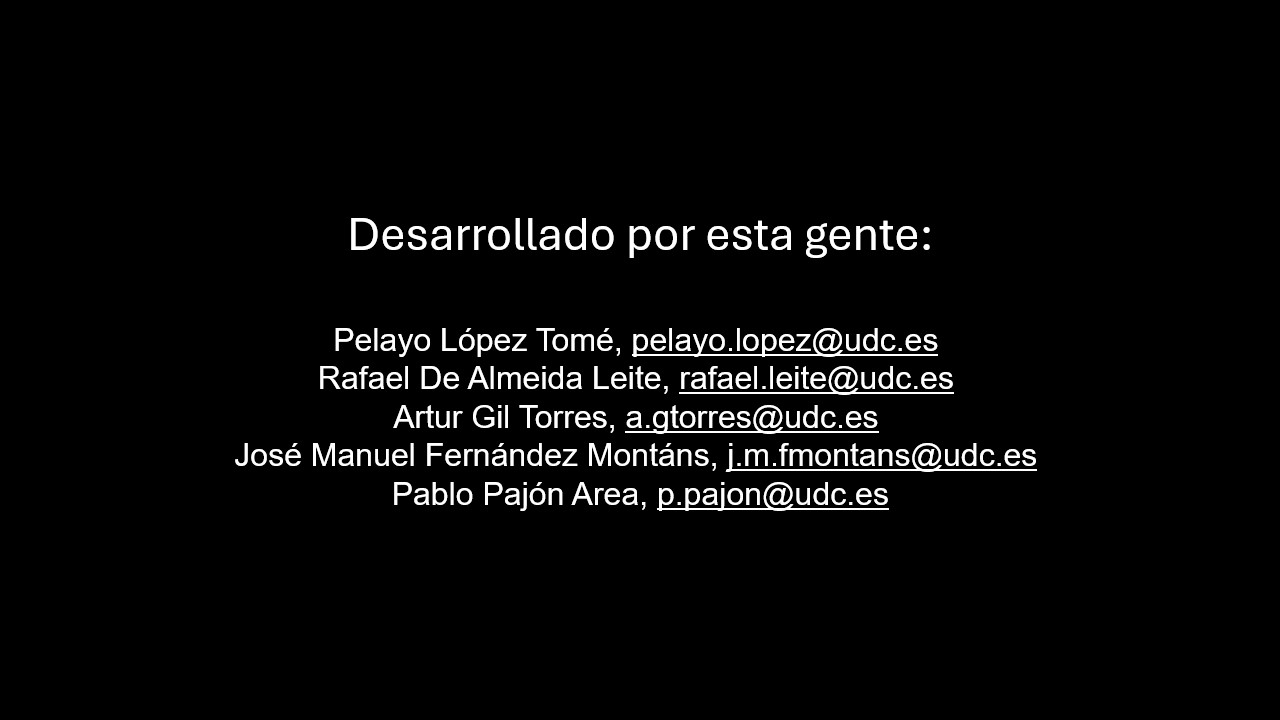 Desarrollado por esta gente:
Pelayo López Tomé, pelayo.lopez@udc.es
Rafael De Almeida Leite, rafael.leite@udc.es
Artur Gil Torres, a.gtorres@udc.es
José Manuel Fernández Montáns, j.m.fmontans@udc.es
Pablo Pajón Area, p.pajon@udc.es